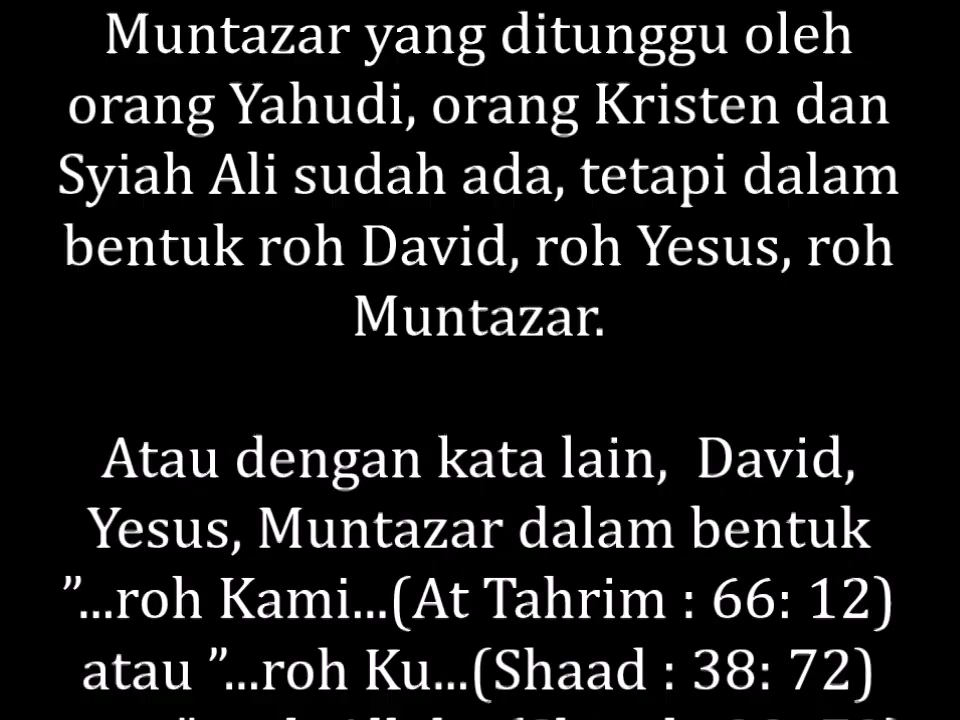 Muntazar yang ditunggu oleh
orang Yahudi, orang Kristen dan
Syiah Ali sudah ada, tetapi dalam
bentuk roh David, roh Yesus, roh
Muntazar.
Atau dengan kata lain,  David,
Yesus, Muntazar dalam bentuk
”...roh Kami...(At Tahrim : 66: 12)
atau ”...roh Ku...(Shaad : 38: 72)